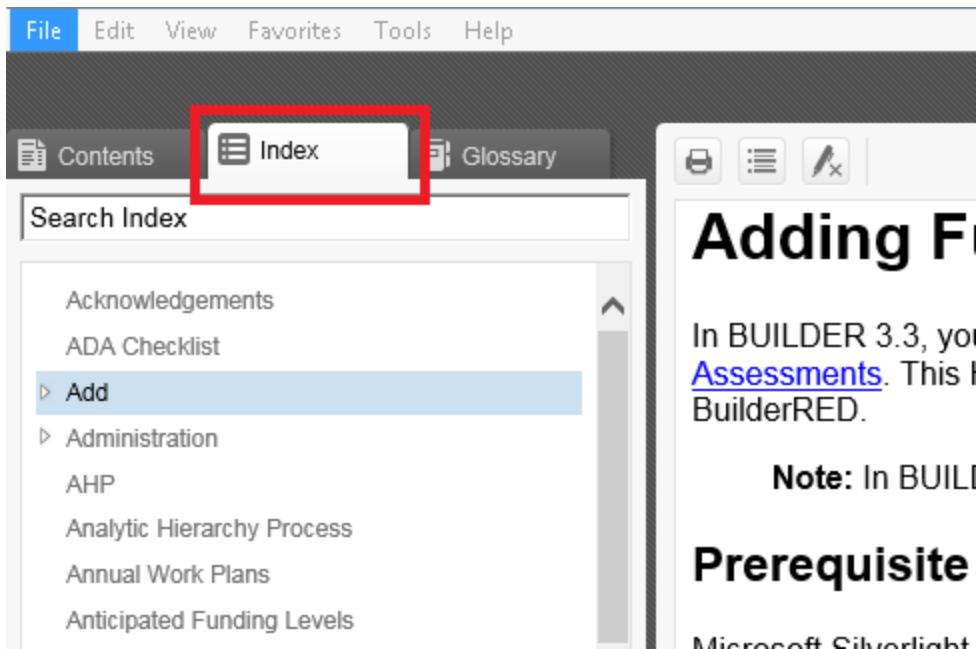 File Edit View Favorites Tools Help
Contents Index Glossary
Search Index
Acknowledgements
ADA Checklist
Add
Administration
AHP
Analytic Hierarchy Process
Annual Work Plans
Anticipated Funding Levels
Adding
In BUILDER 3.3, you
Assessments. This
BuilderRED.
Note: In
Prerequisite
Microsoft Silverlight